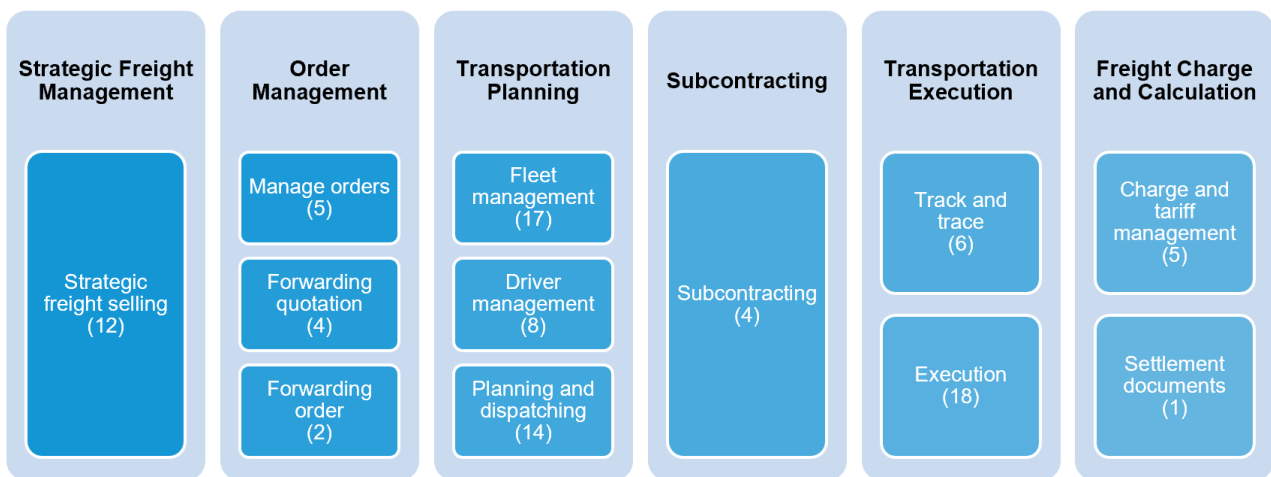 Strategic Freight
Management
Strategic
freight selling
(12)
Order
Management
Manage orders
(5)
Forwarding
quotation
(4)
Forwarding
order
(2)
Transportation
Planning
Fleet
management
(17)
Driver
management
(8)
Planning and
dispatching
(14)
Subcontracting
Subcontracting
(4)
Transportation
Execution
Track and
trace
(6)
Execution
(18)
Freight Charge
and Calculation
Charge and
tariff
management
(5)
Settlement
documents
(1)